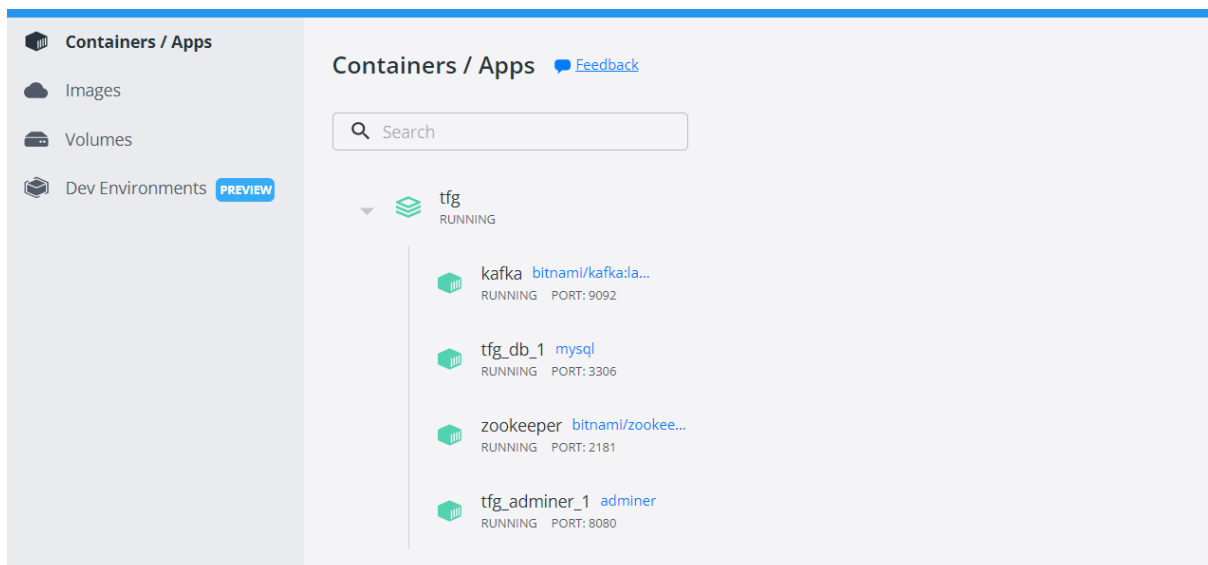 Containers / Apps
Images
Volumes
Dev Environments PREVIEW
Containers / Apps Feedback
Search
tfg
RUNNING
kafka bitnami/kafka:la...
RUNNING PORT: 9092
tfg_db_1 mysql
RUNNING PORT: 3306
zookeeper bitnami/zookee...
RUNNING PORT: 2181
tfg_adminer_1 adminer
RUNNING PORT: 8080